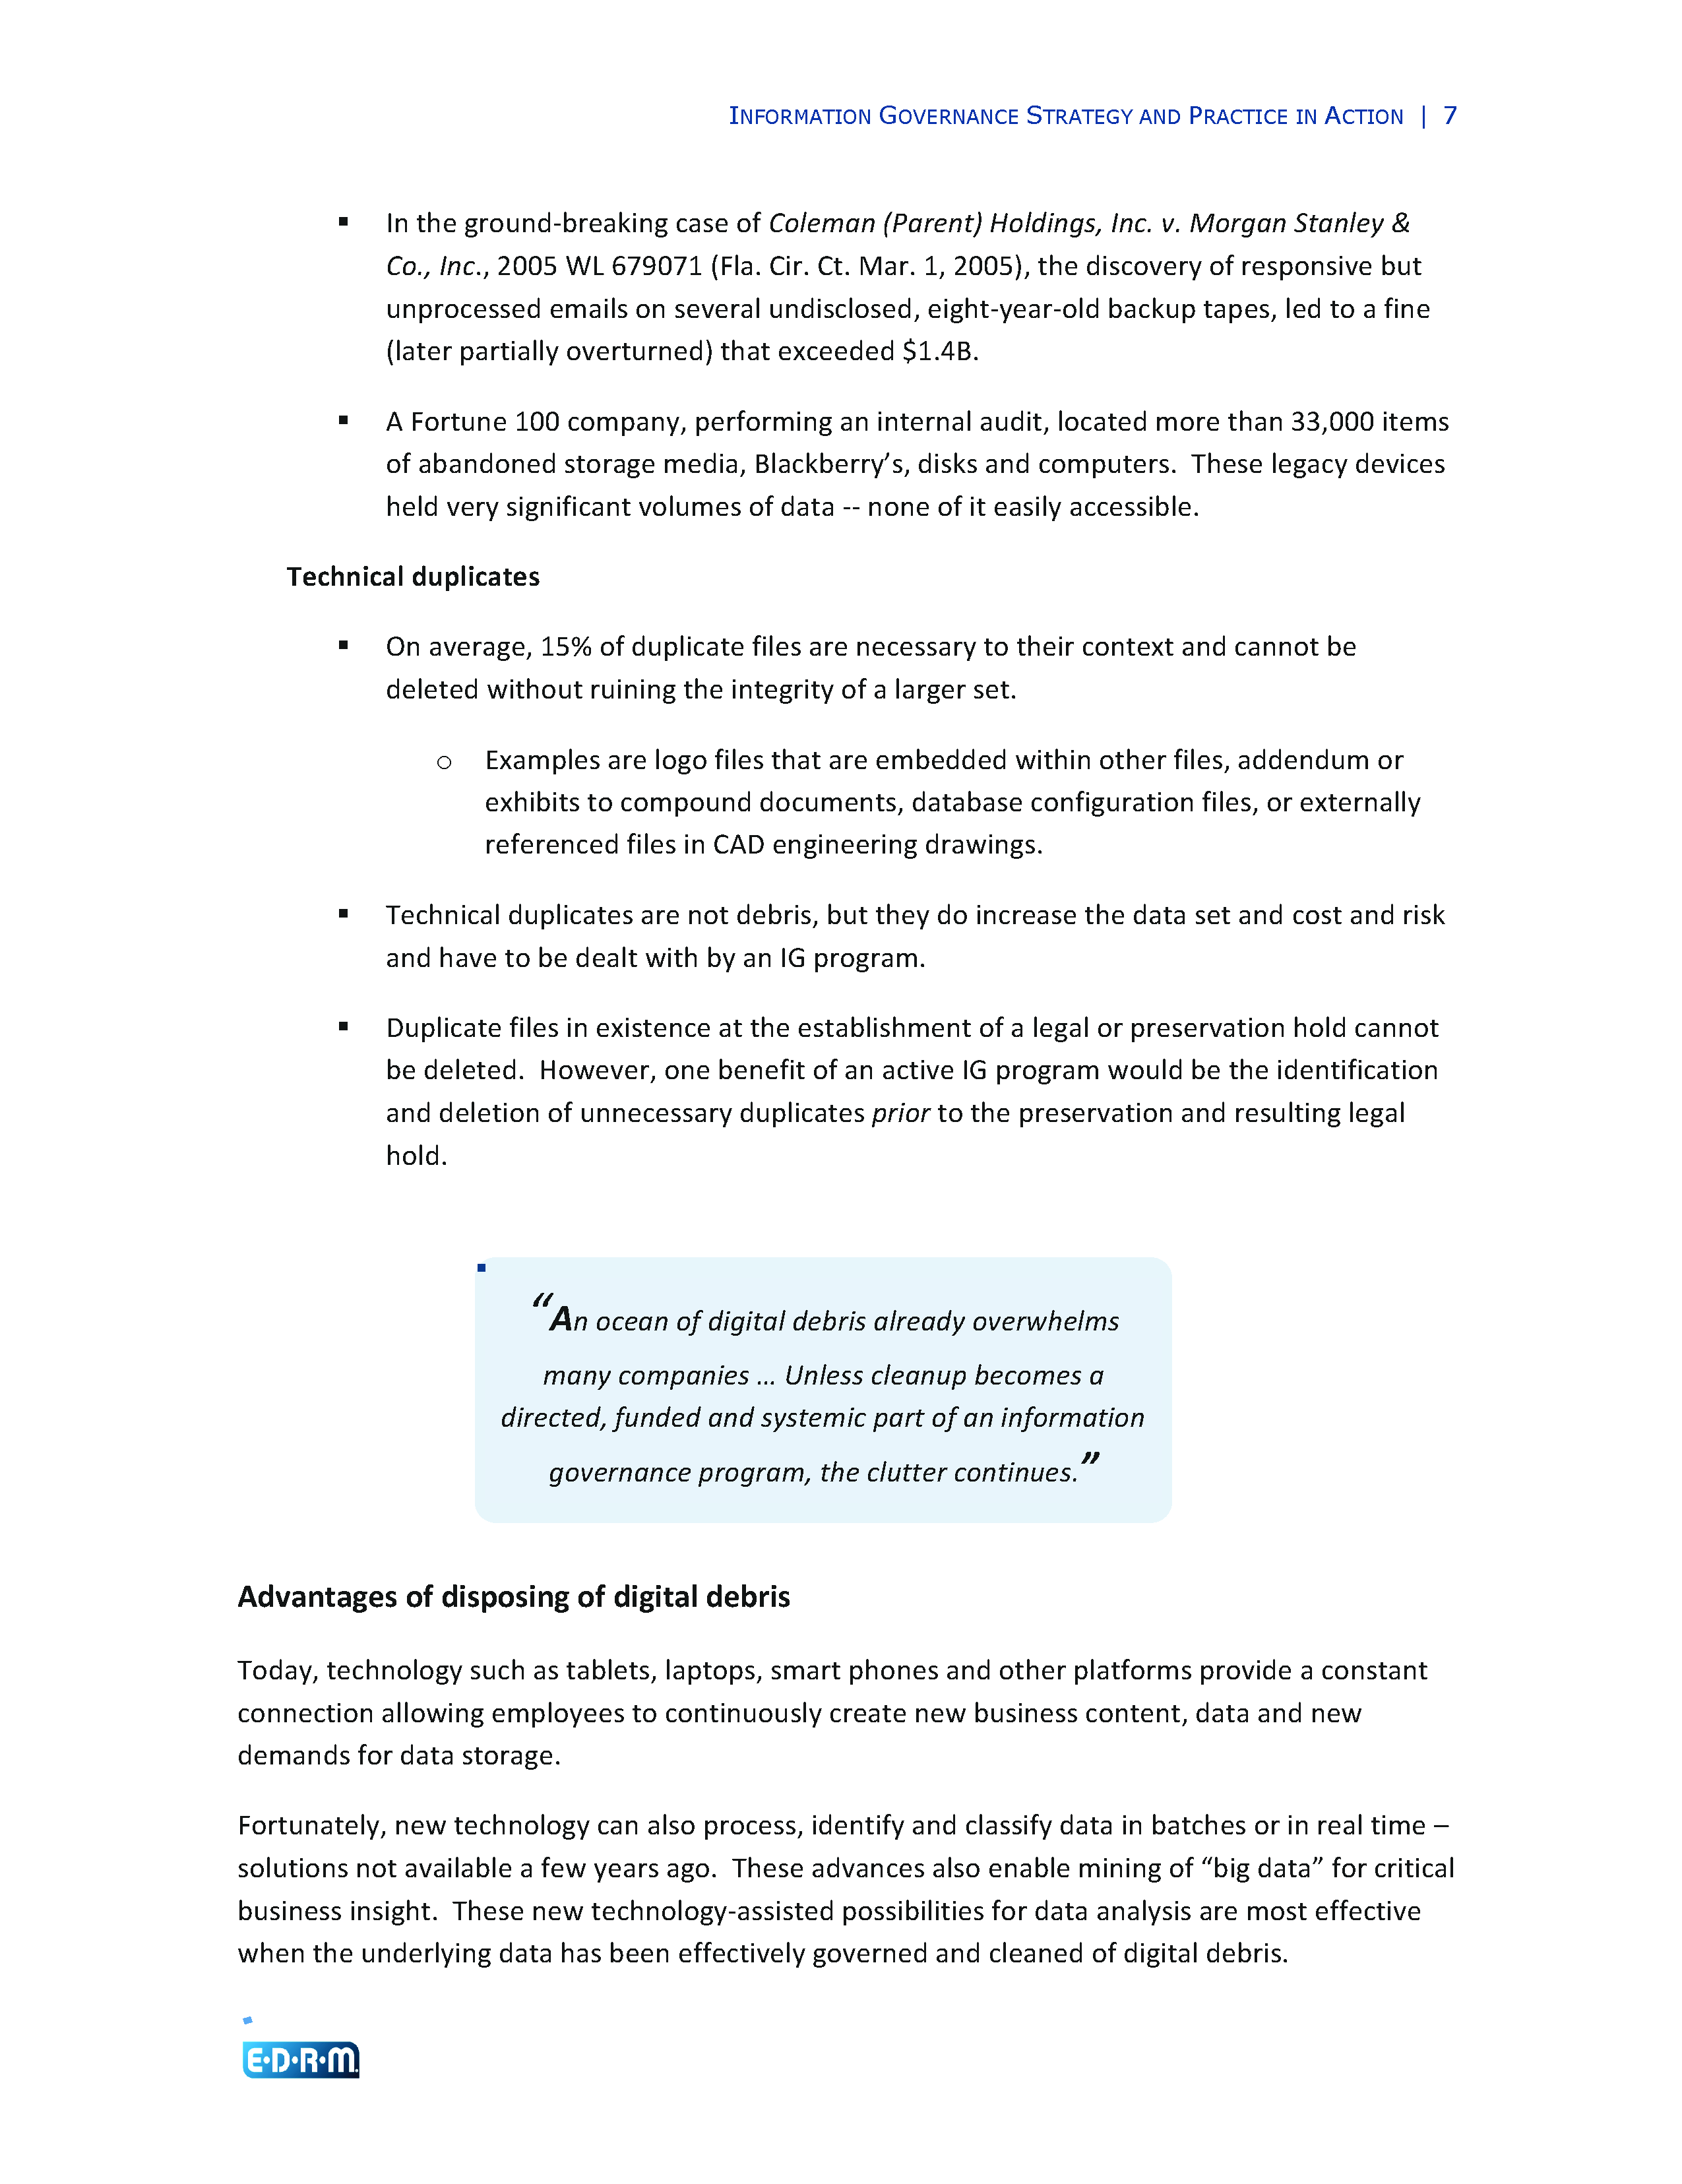 INFORMATION GOVERNANCE STRATEGY AND PRACTICE IN ACTION | 7
▪ In the ground-breaking case of Coleman (Parent) Holdings, Inc. v. Morgan Stanley &
Co., Inc., 2005 WL 679071 (Fla. Cir. Ct. Mar. 1, 2005), the discovery of responsive but
unprocessed emails on several undisclosed, eight-year-old backup tapes, led to a fine
(later partially overturned) that exceeded $1.4B.
▪ A Fortune 100 company, performing an internal audit, located more than 33,000 items
of abandoned storage media, Blackberry’s, disks and computers.  These legacy devices
held very significant volumes of data -- none of it easily accessible.
Technical duplicates
▪ On average, 15% of duplicate files are necessary to their context and cannot be
deleted without ruining the integrity of a larger set.
o Examples are logo files that are embedded within other files, addendum or
exhibits to compound documents, database configuration files, or externally
referenced files in CAD engineering drawings.
▪ Technical duplicates are not debris, but they do increase the data set and cost and risk
and have to be dealt with by an IG program.
▪ Duplicate files in existence at the establishment of a legal or preservation hold cannot
be deleted.  However, one benefit of an active IG program would be the identification
and deletion of unnecessary duplicates prior to the preservation and resulting legal
hold.
“An ocean of digital debris already overwhelms
many companies … Unless cleanup becomes a
directed, funded and systemic part of an information
governance program, the clutter continues.”
Advantages of disposing of digital debris
Today, technology such as tablets, laptops, smart phones and other platforms provide a constant
connection allowing employees to continuously create new business content, data and new
demands for data storage.
Fortunately, new technology can also process, identify and classify data in batches or in real time –
solutions not available a few years ago.  These advances also enable mining of “big data” for critical
business insight.  These new technology-assisted possibilities for data analysis are most effective
when the underlying data has been effectively governed and cleaned of digital debris.
E·D·R·M